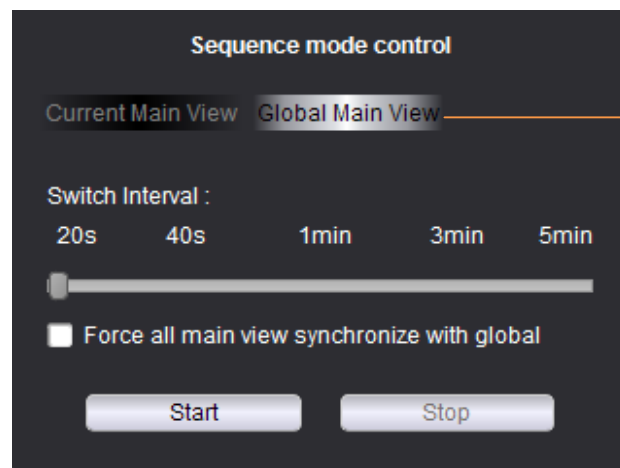 Sequence mode control
Current Main View Global Main View
Switch Interval :
20s 40s 1min 3min 5min
Force all main view synchronize with global
Start Stop